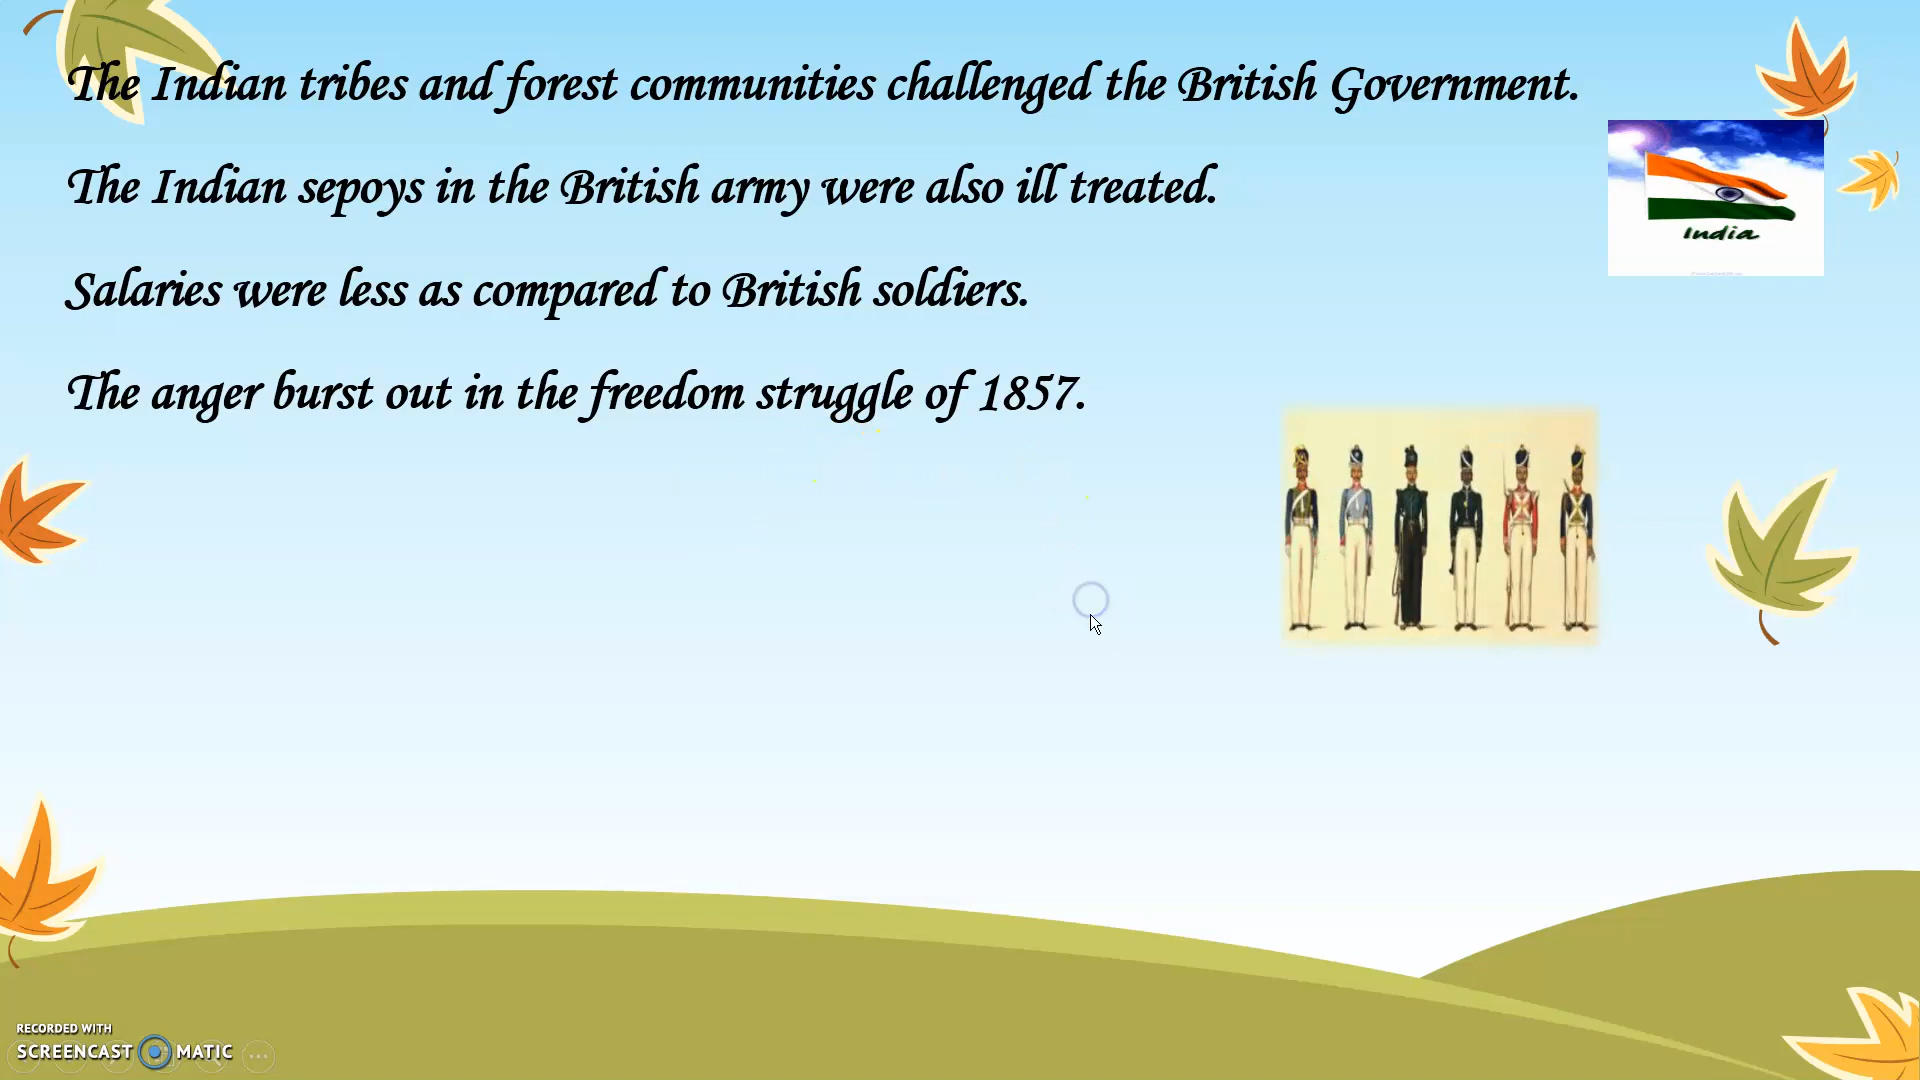 The Indian tribes and forest communities challenged the British Government.
The Indian sepoys in the British army were also ill treated.
Salaries were less as compared to British soldiers.
The anger burst out in the freedom struggle of 1857.
India
RECORDED WITH
SCREENCAST MATIC